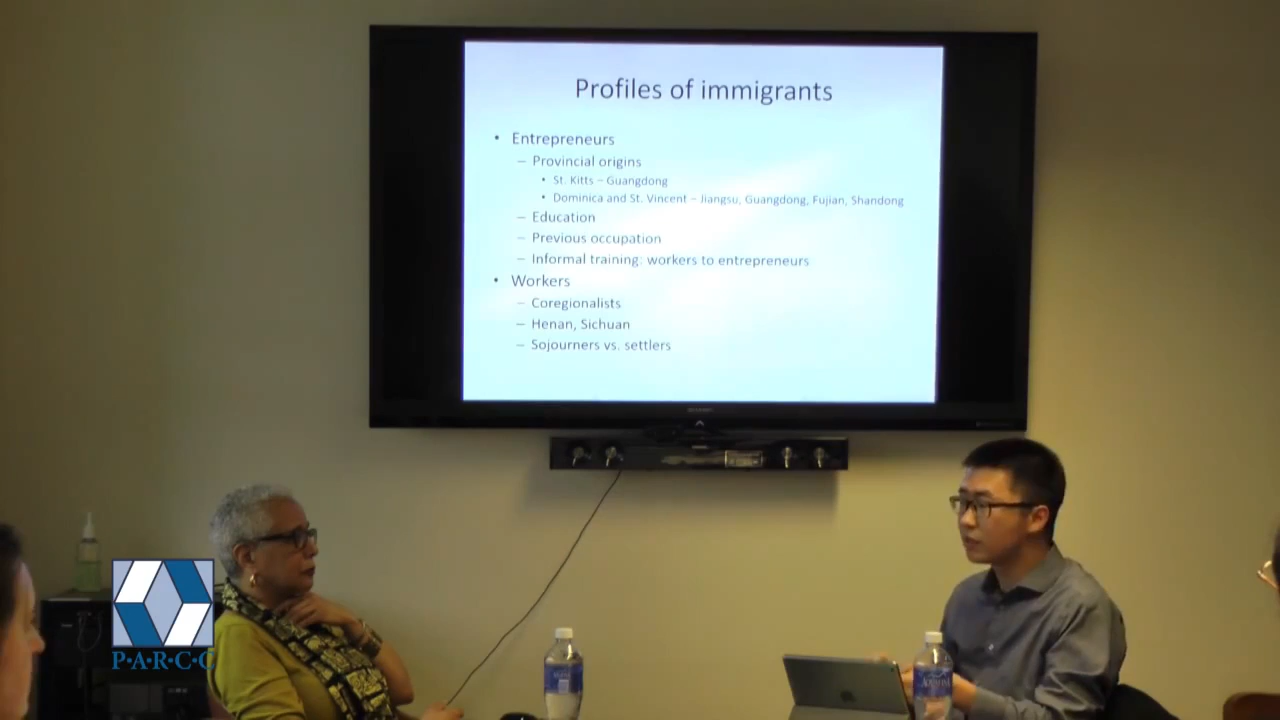 Profiles of immigrants
• Entrepreneurs
– Provincial origins
• St. Kitts – Guangdong
• Dominica and St. Vincent – Jiangsu, Guangdong, Fujian, Shandong
– Education
– Previous occupation
– Informal training: workers to entrepreneurs
• Workers
– Coregionalists
– Henan, Sichuan
– Sojourners vs. settlers
P·A·R·C·C